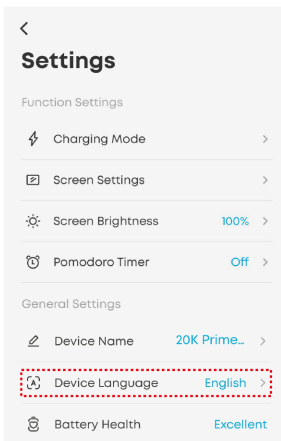 Settings
Function Settings
Charging Mode
Screen Settings
Screen Brightness 100%
Pomodoro Timer Off
General Settings
Device Name 20K Prime...
Device Language English
Battery Health Excellent